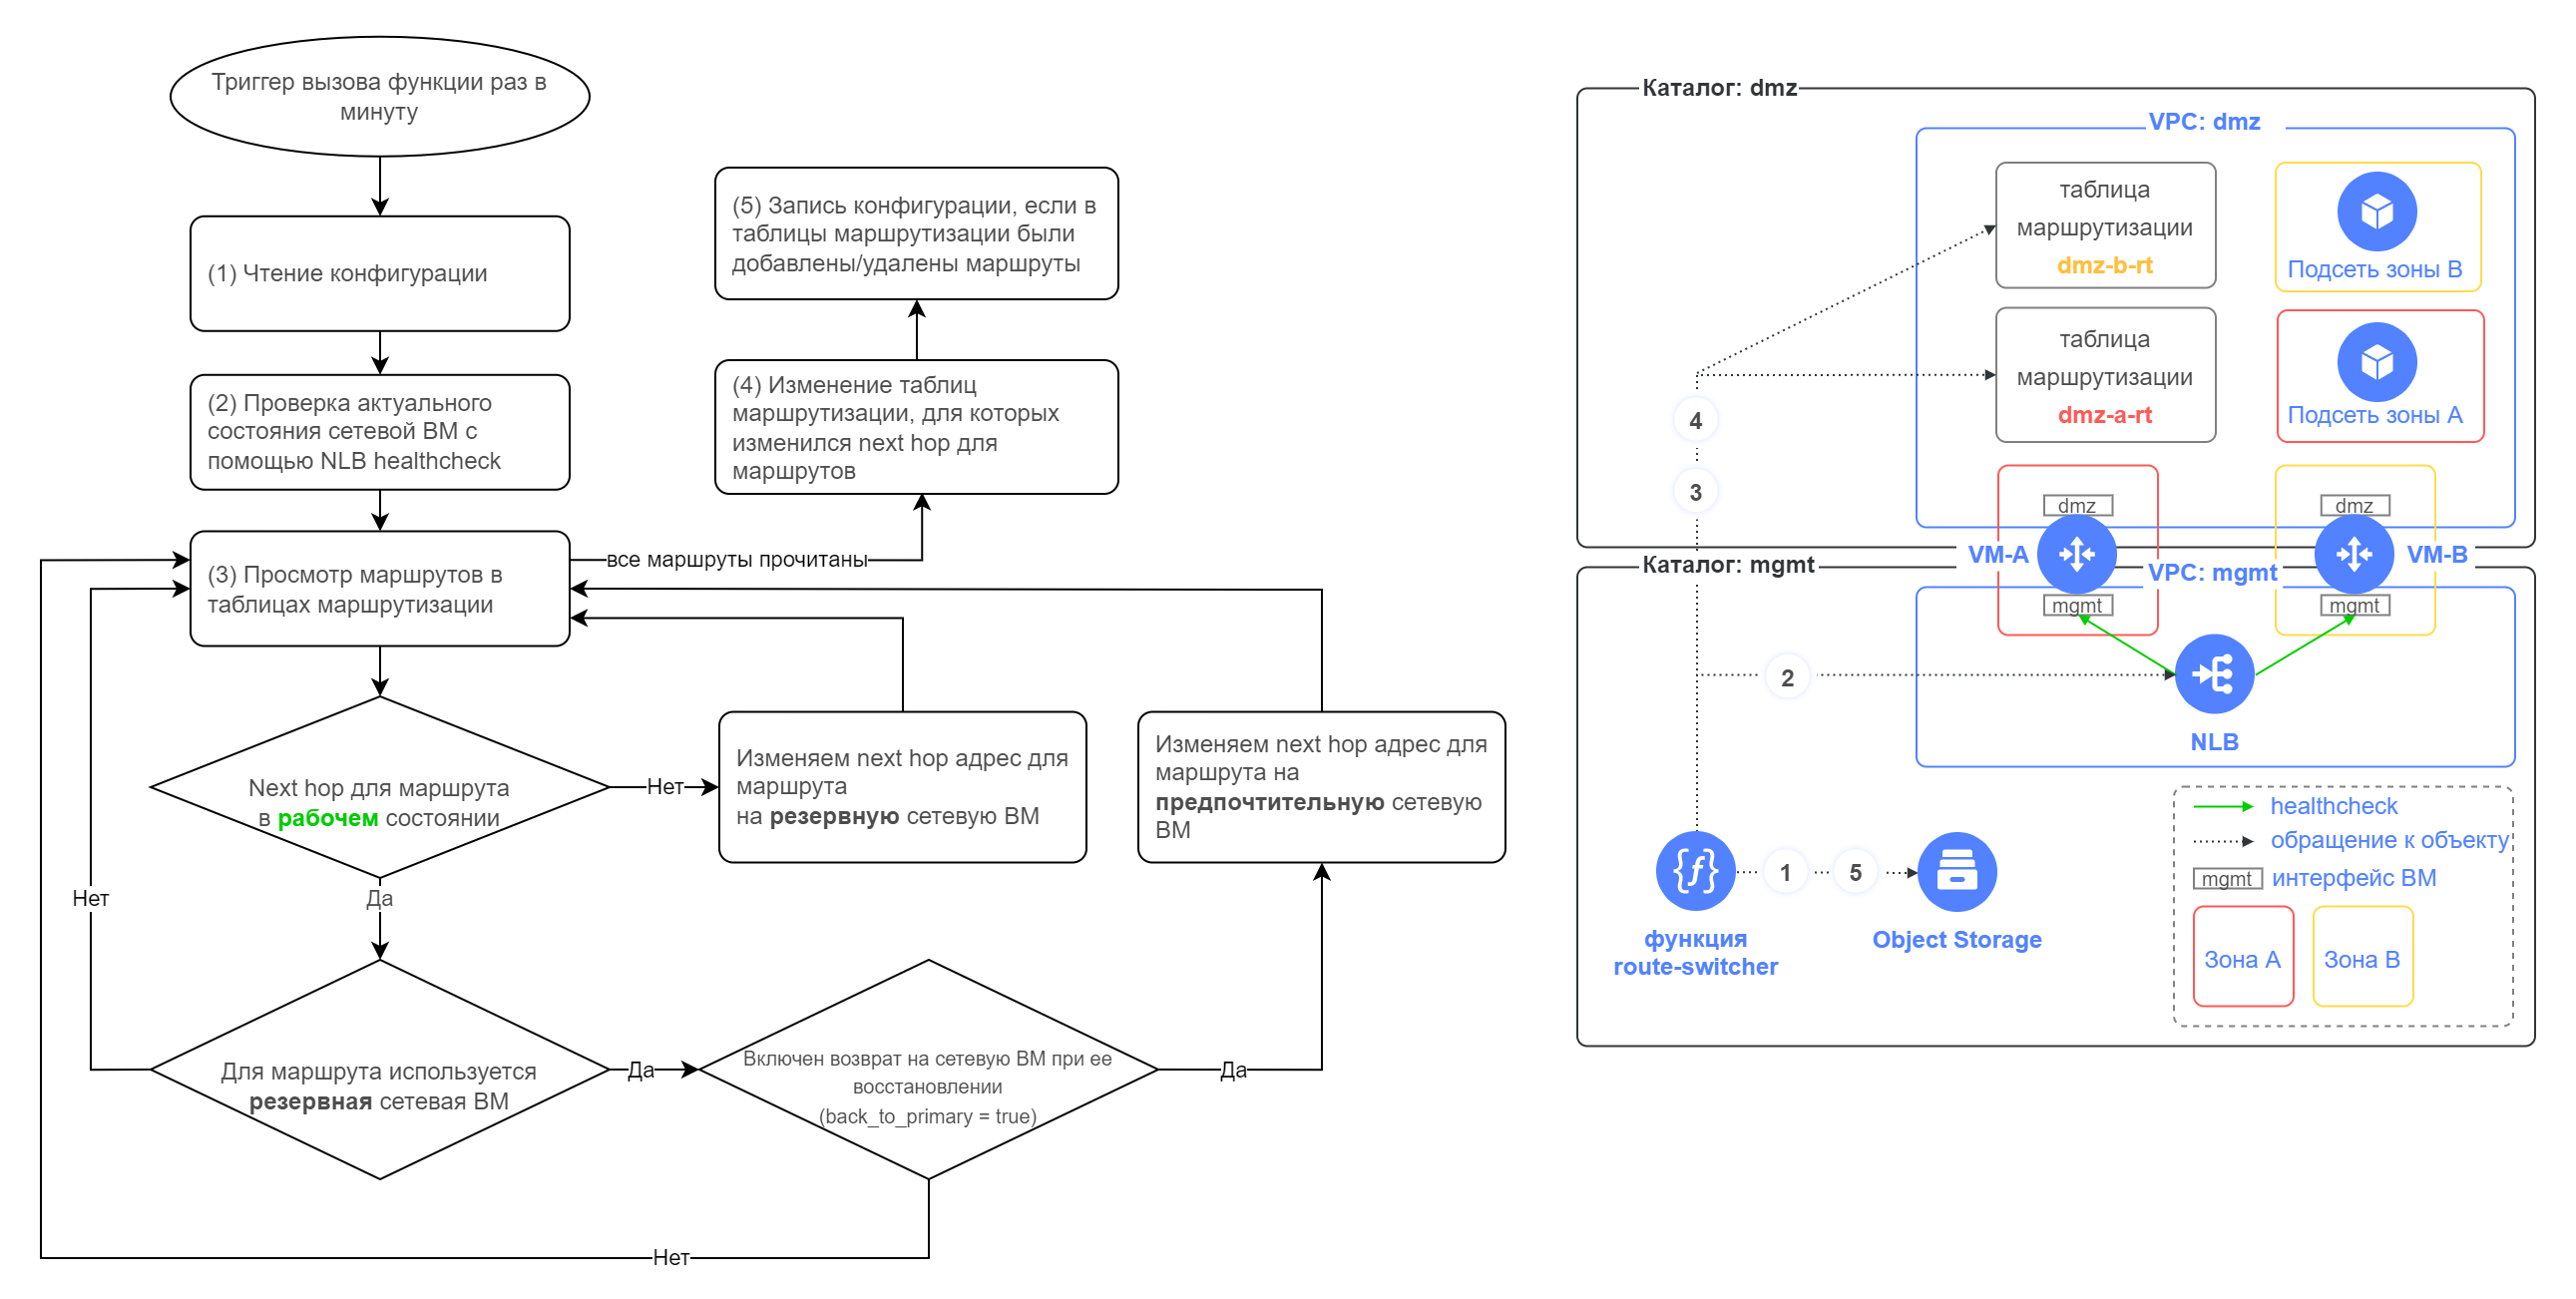 Триггер вызова функции раз в
минуту
(1) Чтение конфигурации
(2) Проверка актуального
состояния сетевой ВМ с
помощью NLB healthcheck
(3) Просмотр маршрутов в
таблицах маршрутизации
все маршруты прочитаны
(4) Изменение таблиц
маршрутизации, для которых
изменился next hop для
маршрутов
(5) Запись конфигурации, если в
таблицы маршрутизации были
добавлены/удалены маршруты
Next hop для маршрута
в рабочем состоянии
Нет
Изменяем next hop адрес для
маршрута
на резервную сетевую ВМ
Изменяем next hop адрес для
маршрута на
предпочтительную сетевую
ВМ
Да
Нет
Для маршрута используется
резервная сетевая ВМ
Да
Включен возврат на сетевую ВМ при ее
восстановлении
(back_to_primary = true)
Да
Нет
Каталог: dmz
VPC: dmz
таблица
маршрутизации
dmz-b-rt
Подсеть зоны B
таблица
маршрутизации
dmz-a-rt
Подсеть зоны A
4
3
dmz
dmz
VM-A
VM-B
Каталог: mgmt
VPC: mgmt
mgmt
mgmt
2
NLB
1
5
функция
route-switcher
Object Storage
healthcheck
обращение к объекту
mgmt
интерфейс ВМ
Зона A
Зона B